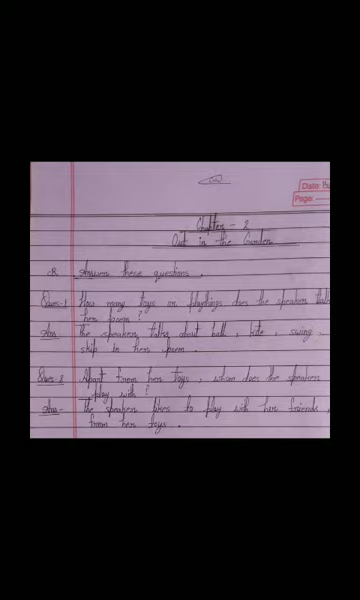 Date:
Page:
Chapter - 2
Out in the Garden
Answer these questions.
Ques-1 How many toys or playthings does the speaker talk
her poem?
Ans The speaker talks about ball, kite, swing,
skip in her poem.
Ques-2 Apart from her toys, whom does the speaker
play with?
Ans- The speaker likes to play with her friends,
from her toys.